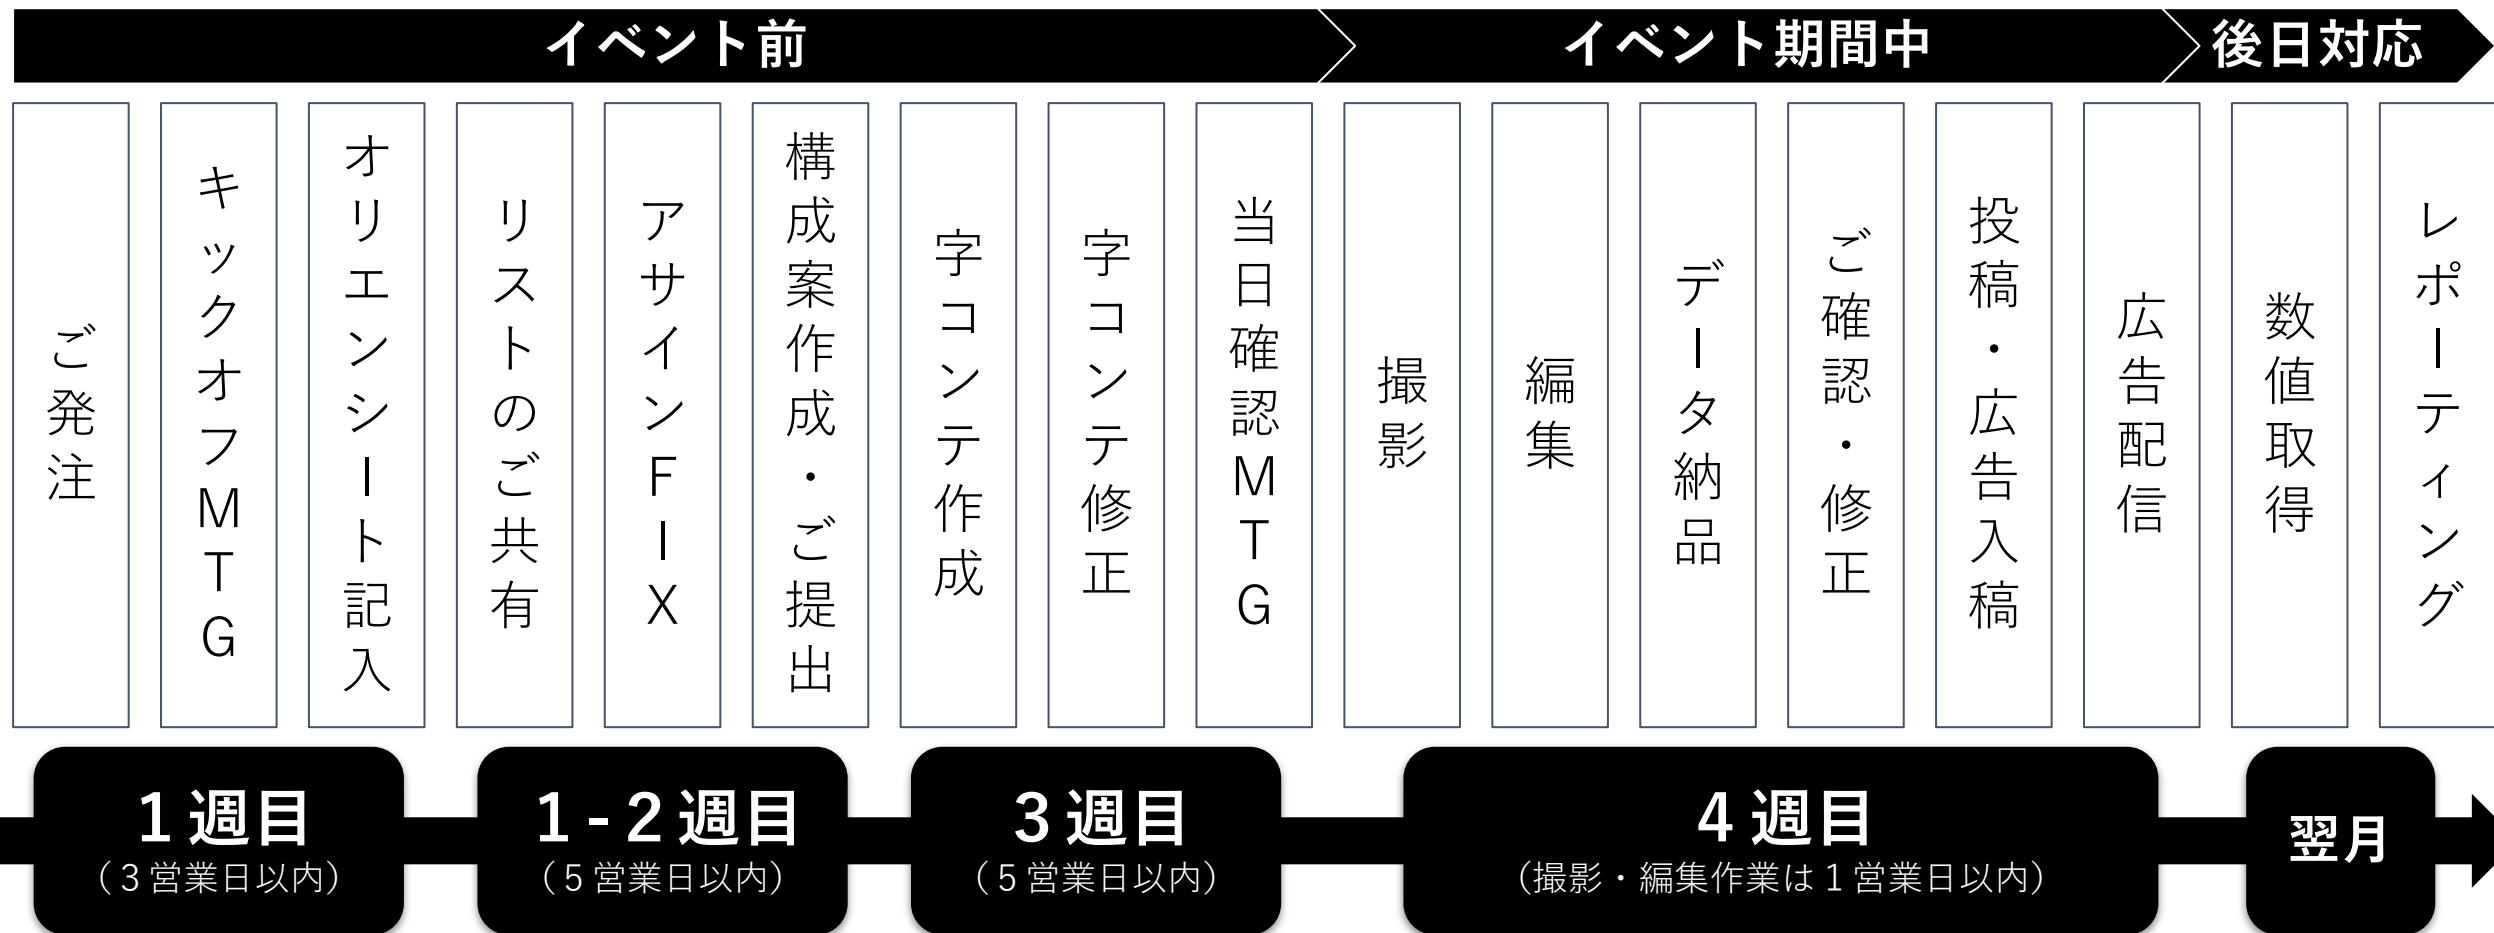 イベント前
イベント期間中
後日対応
ご発注
キックオフMTG
オリエンシート記入
リストのご共有
アサインFーX
構成案作成・ご提出
字コンテ作成
字コンテ修正
当日確認MTG
撮影
編集
データ納品
ご確認・修正
投稿・広告入稿
広告配信
数値取得
レポーティング
1週目
（3営業日以内）
1-2週目
（5営業日以内）
3週目
（5営業日以内）
4週目
（撮影・編集作業は1営業日以内）
翌月